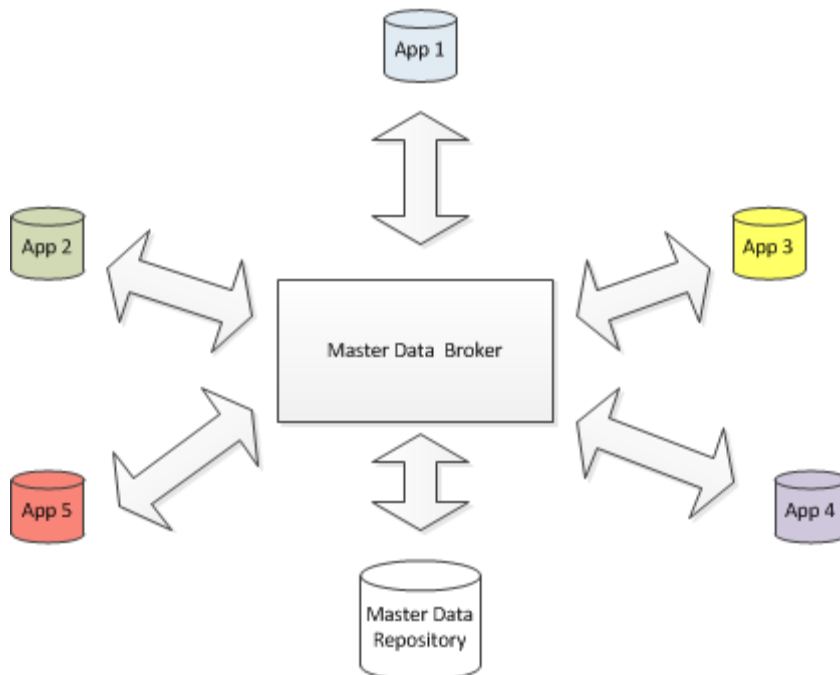 App 1
App 2
App 3
Master Data Broker
App 5
App 4
Master Data
Repository